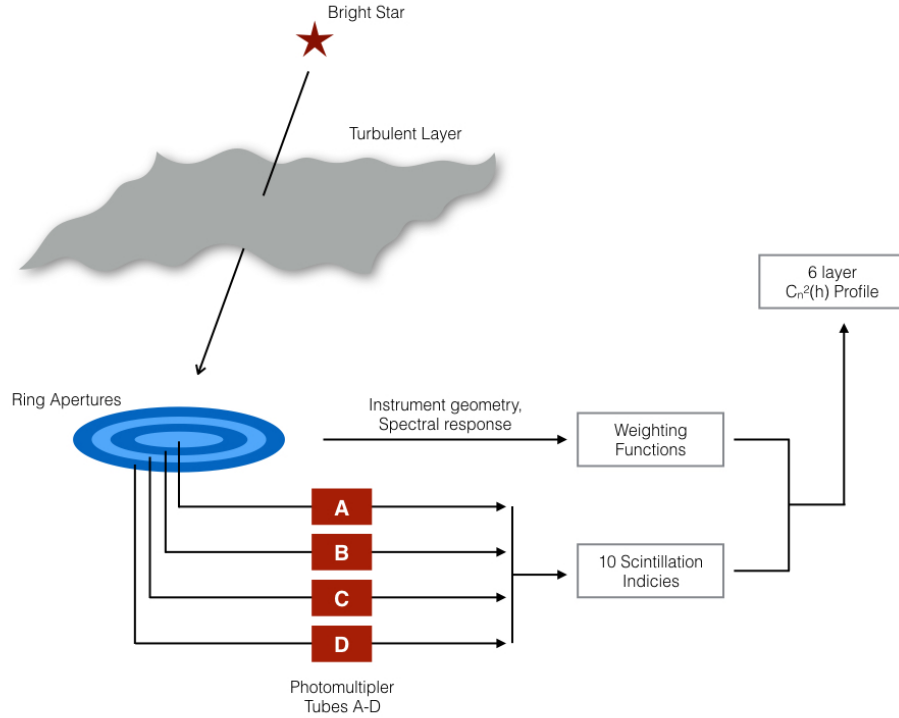 Bright Star
Turbulent Layer
6 layer
Cₙ²(h) Profile
Ring Apertures
Instrument geometry,
Spectral response
Weighting
Functions
A
B
C
D
10 Scintillation
Indicies
Photomultipler
Tubes A-D